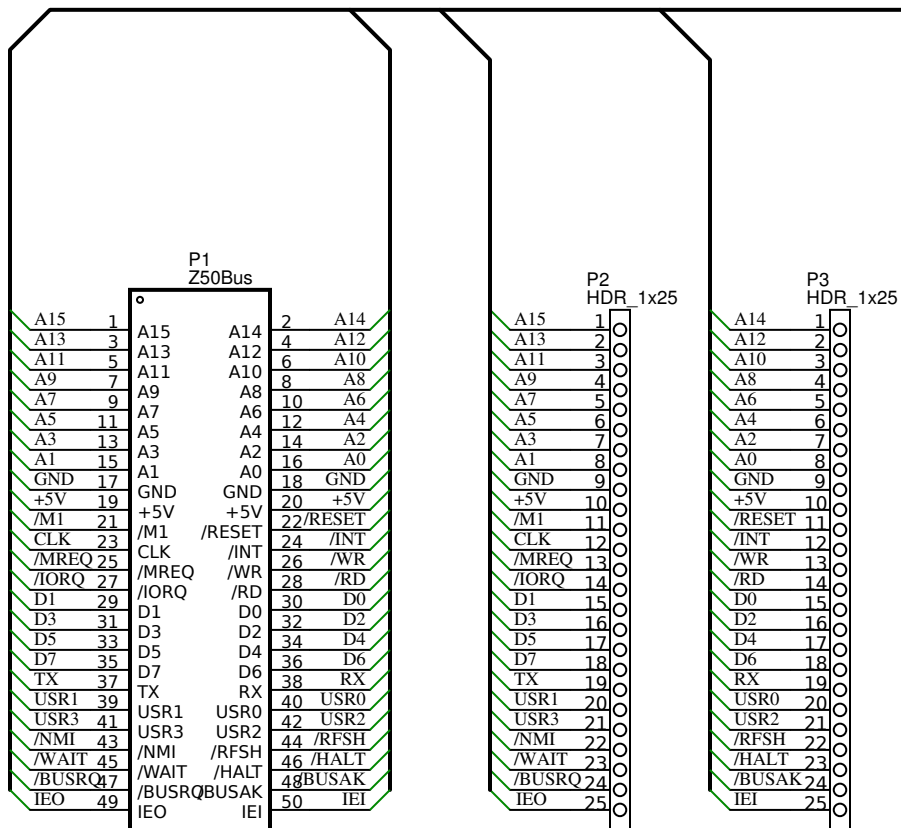 P1
Z50Bus
P2
HDR_1x25
P3
HDR_1x25
A15 1 A15 A14 2 A14
A13 3 A13 A12 4 A12
A11 5 A11 A10 6 A10
A9 7 A9 A8 8 A8
A7 9 A7 A6 10 A6
A5 11 A5 A4 12 A4
A3 13 A3 A2 14 A2
A1 15 A1 A0 16 A0
GND 17 GND GND 18 GND
+5V 19 +5V +5V 20 +5V
/M1 21 /M1 /RESET 22 /RESET
CLK 23 CLK /INT 24 /INT
/MREQ 25 /MREQ /WR 26 /WR
/IORQ 27 /IORQ /RD 28 /RD
D1 29 D1 D0 30 D0
D3 31 D3 D2 32 D2
D5 33 D5 D4 34 D4
D7 35 D7 D6 36 D6
TX 37 TX RX 38 RX
USR1 39 USR1 USR0 40 USR0
USR3 41 USR3 USR2 42 USR2
/NMI 43 /NMI /RFSH 44 /RFSH
/WAIT 45 /WAIT /HALT 46 /HALT
/BUSRQ 47 /BUSRQ /BUSAK 48 /BUSAK
IEO 49 IEO IEI 50 IEI
A15 1
A13 2
A11 3
A9 4
A7 5
A5 6
A3 7
A1 8
GND 9
+5V 10
/M1 11
CLK 12
/MREQ 13
/IORQ 14
D1 15
D3 16
D5 17
D7 18
TX 19
USR1 20
USR3 21
/NMI 22
/WAIT 23
/BUSRQ 24
IEO 25
A14 1
A12 2
A10 3
A8 4
A6 5
A4 6
A2 7
A0 8
GND 9
+5V 10
/RESET 11
/INT 12
/WR 13
/RD 14
D0 15
D2 16
D4 17
D6 18
RX 19
USR0 20
USR2 21
/RFSH 22
/HALT 23
/BUSAK 24
IEI 25